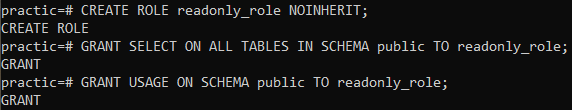 practic=# CREATE ROLE readonly_role NOINHERIT;
CREATE ROLE
practic=# GRANT SELECT ON ALL TABLES IN SCHEMA public TO readonly_role;
GRANT
practic=# GRANT USAGE ON SCHEMA public TO readonly_role;
GRANT